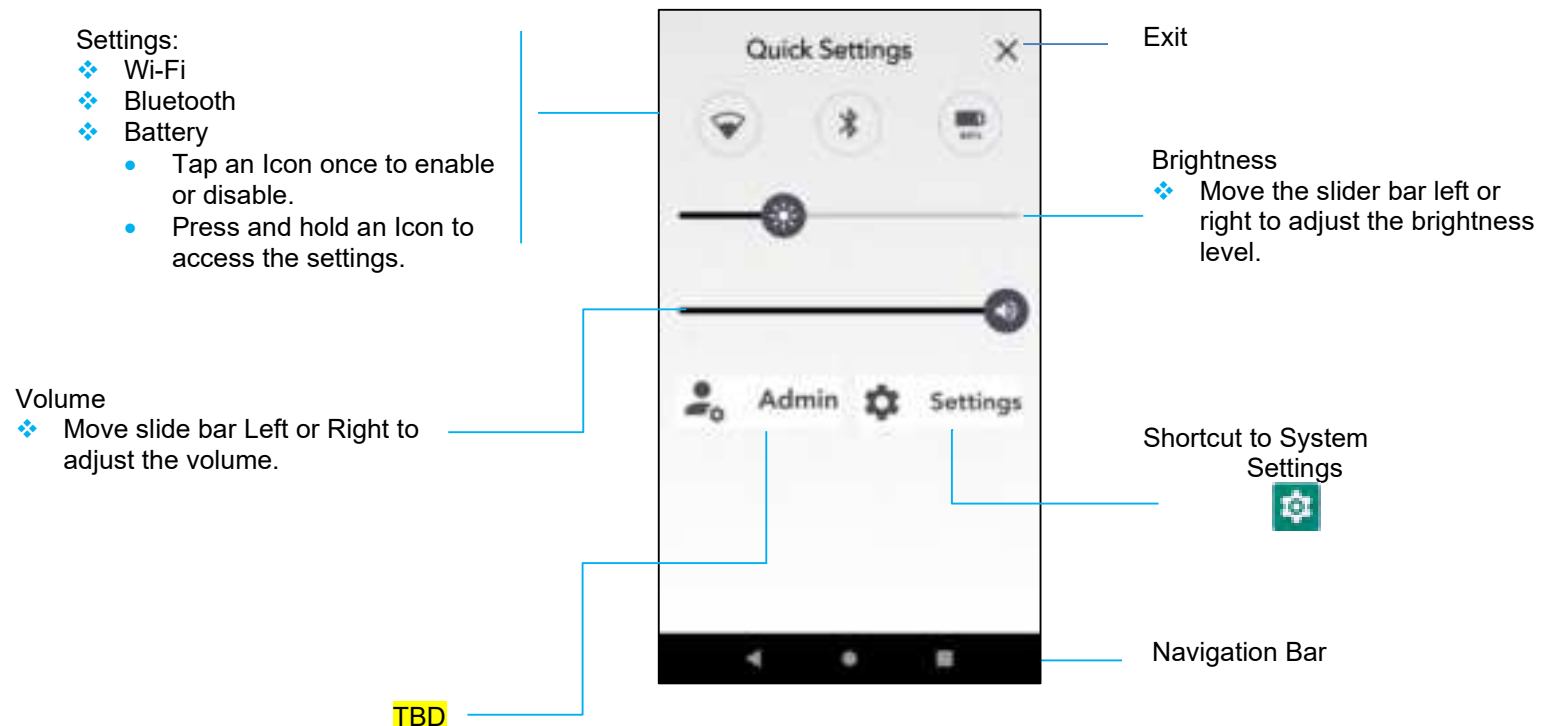 Settings:
Wi-Fi
Bluetooth
Battery
Tap an Icon once to enable
or disable.
Press and hold an Icon to
access the settings.
Volume
Move slide bar Left or Right to
adjust the volume.
TBD
Quick Settings
Admin
Settings
Exit
Brightness
Move the slider bar left or
right to adjust the brightness
level.
Shortcut to System
Settings
Navigation Bar